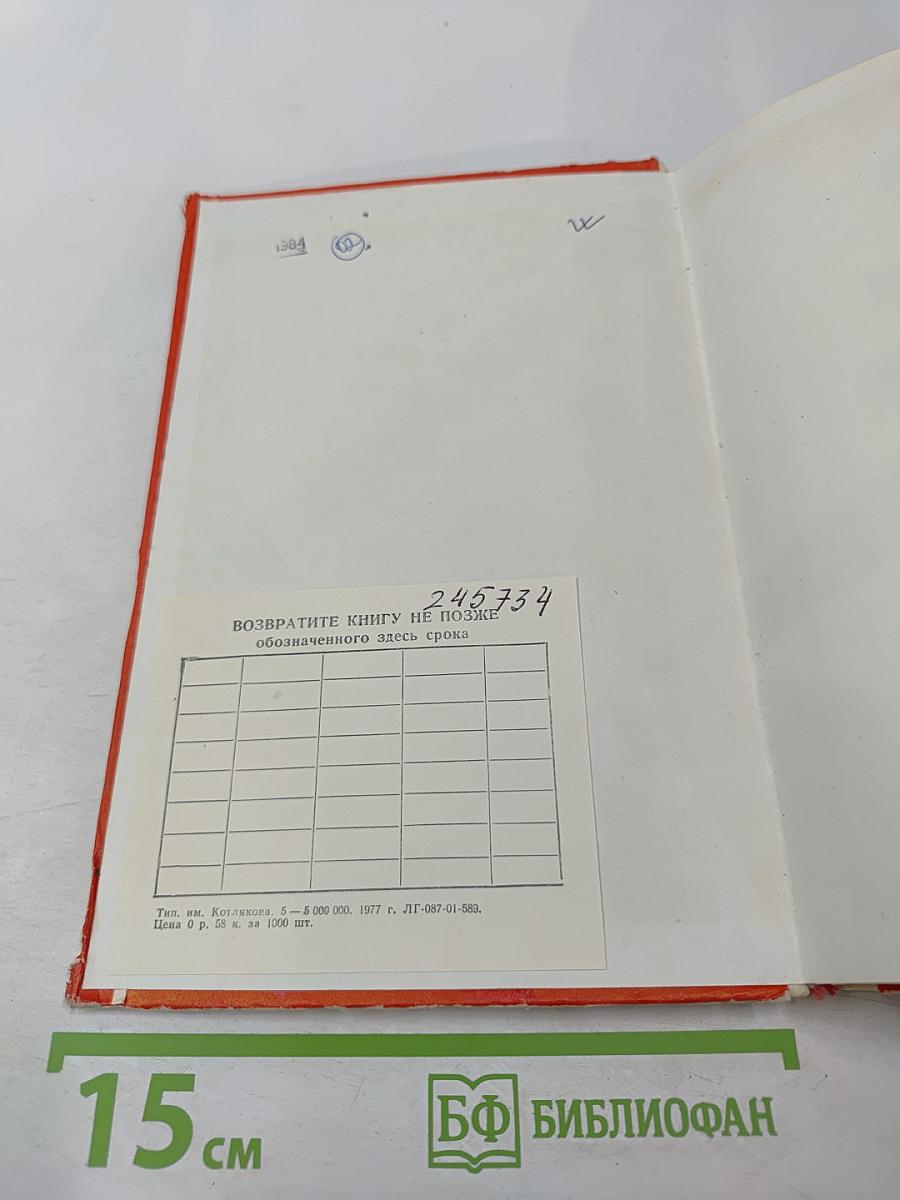 1984
245734
ВОЗВРАТИТЕ КНИГУ НЕ ПОЗЖЕ
обозначенного здесь срока
Тип. им. Котлякова. 5—5 000 000. 1977 г. ЛГ-087-01-589.
Цена 0 р. 58 к. за 1000 шт.
15 см
БФ БИБЛИОФАН